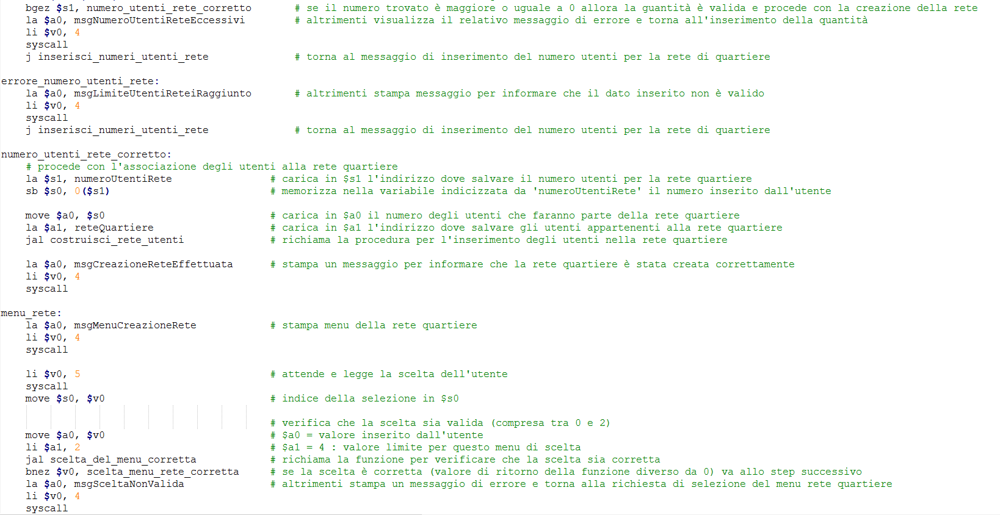 bgez $s1, numero_utenti_rete_corretto # se il numero trovato è maggiore o uguale a 0 allora la quantità è valida e procede con la creazione della rete
la $a0, msgNumeroUtentiReteEccessivi # altrimenti visualizza il relativo messaggio di errore e torna all'inserimento della quantità
li $v0, 4
syscall
j inserisci_numeri_utenti_rete # torna al messaggio di inserimento del numero utenti per la rete di quartiere
errore_numero_utenti_rete:
la $a0, msgLimiteUtentiReteiRaggiunto # altrimenti stampa messaggio per informare che il dato inserito non è valido
li $v0, 4
syscall
j inserisci_numeri_utenti_rete # torna al messaggio di inserimento del numero utenti per la rete di quartiere
numero_utenti_rete_corretto:
# procede con l'associazione degli utenti alla rete quartiere
la $s1, numeroUtentiRete # carica in $s1 l'indirizzo dove salvare il numero utenti per la rete quartiere
sb $s0, 0($s1) # memorizza nella variabile indicizzata da 'numeroUtentiRete' il numero inserito dall'utente
move $a0, $s0 # carica in $a0 il numero degli utenti che faranno parte della rete quartiere
la $a1, reteQuartiere # carica in $a1 l'indirizzo dove salvare gli utenti appartenenti alla rete quartiere
jal costruisci_rete_utenti # richiama la procedura per l'inserimento degli utenti nella rete quartiere
la $a0, msgCreazioneReteEffettuata # stampa un messaggio per informare che la rete quartiere è stata creata correttamente
li $v0, 4
syscall
menu_rete:
la $a0, msgMenuCreazioneRete # stampa menu della rete quartiere
li $v0, 4
syscall
li $v0, 5 # attende e legge la scelta dell'utente
syscall
move $s0, $v0 # indice della selezione in $s0
# verifica che la scelta sia valida (compresa tra 0 e 2)
move $a0, $v0 # $a0 = valore inserito dall'utente
li $a1, 2 # $a1 = 4 : valore limite per questo menu di scelta
jal scelta_del_menu_corretta # richiama la funzione per verificare che la scelta sia corretta
bnez $v0, scelta_menu_rete_corretta # se la scelta è corretta (valore di ritorno della funzione diverso da 0) va allo step successivo
la $a0, msgSceltaNonValida # altrimenti stampa un messaggio di errore e torna alla richiesta di selezione del menu rete quartiere
li $v0, 4
syscall